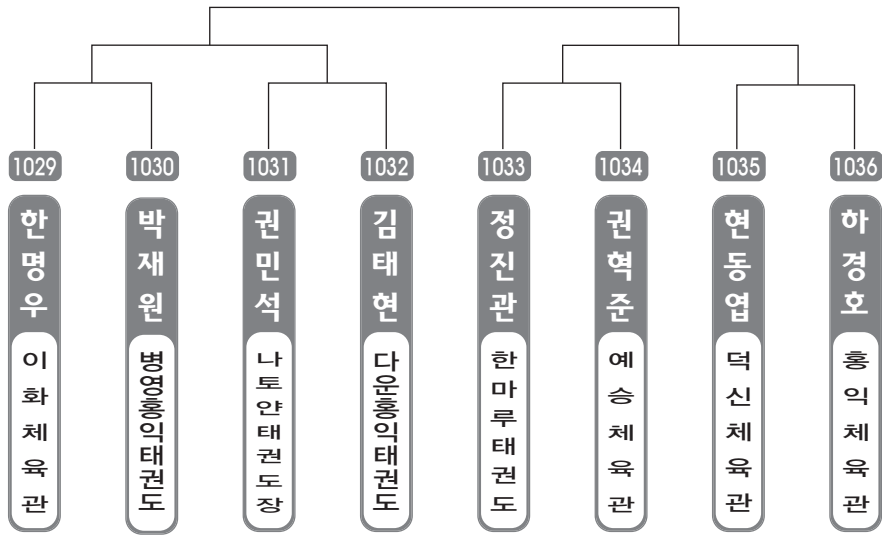 1029
1030
1031
1032
1033
1034
1035
1036
한명우
박재원
권민석
김태현
정진관
권혁준
현동엽
하경호
이화체육관
병영홍익태권도
나토얀태권도장
다운홍익태권도
한마루태권도
예승체육관
덕신체육관
홍익체육관